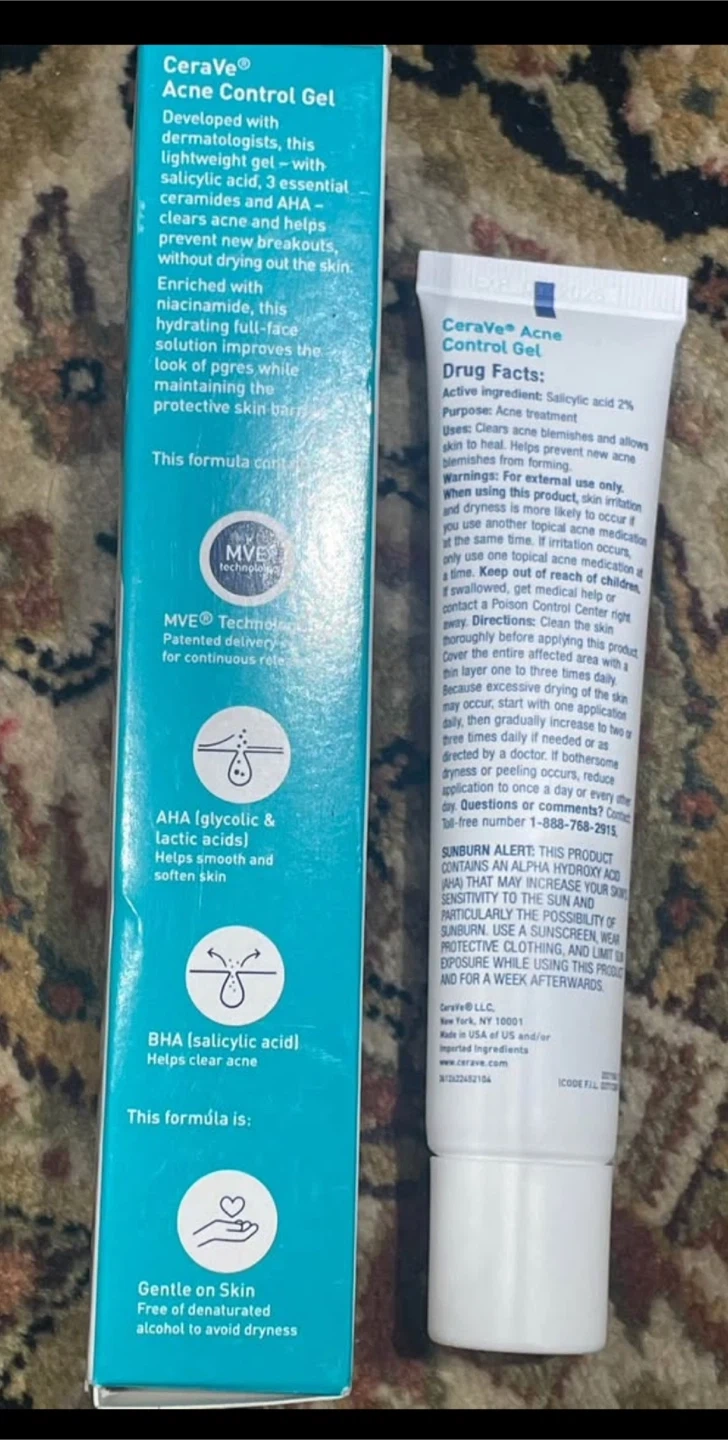 CeraVe®
Acne Control Gel
Developed with
dermatologists, this
lightweight gel – with
salicylic acid, 3 essential
ceramides and AHA –
clears acne and helps
prevent new breakouts,
without drying out the skin.
Enriched with
niacinamide, this
hydrating full-face
solution improves the
look of pores while
maintaining the
protective skin
This formula
MVE
technology
MVE® Technology
Patented delivery
for continuous
AHA (glycolic &
lactic acids)
Helps smooth and
soften skin
BHA (salicylic acid)
Helps clear acne
This formula is:
Gentle on Skin
Free of denaturated
alcohol to avoid dryness
CeraVe® Acne
Control Gel
Drug Facts:
Active ingredient: Salicylic acid 2%
Purpose: Acne treatment
Uses: Clears acne blemishes and allows
skin to heal. Helps prevent new acne
blemishes from forming.
Warnings: For external use only.
When using this product, skin irritation
and dryness is more likely to occur if
you use another topical acne medication
at the same time. If irritation occurs,
only use one topical acne medication at
a time. Keep out of reach of children.
If swallowed, get medical help or
contact a Poison Control Center right
away. Directions: Clean the skin
thoroughly before applying this product.
Cover the entire affected area with a
thin layer one to three times daily.
Because excessive drying of the skin
may occur, start with one application
daily, then gradually increase to two or
three times daily if needed or as
directed by a doctor. If bothersome
dryness or peeling occurs, reduce
application to once a day or every other
day. Questions or comments? Contact
Toll-free number 1-888-768-2915.
SUNBURN ALERT: THIS PRODUCT
CONTAINS AN ALPHA HYDROXY ACID
(AHA) THAT MAY INCREASE YOUR SKIN'S
SENSITIVITY TO THE SUN AND
PARTICULARLY THE POSSIBILITY OF
SUNBURN. USE A SUNSCREEN, WEAR
PROTECTIVE CLOTHING, AND LIMIT SUN
EXPOSURE WHILE USING THIS PRODUCT
AND FOR A WEEK AFTERWARDS.
CeraVe® LLC,
New York, NY 10001
Made in USA of US and/or
Imported Ingredients
www.cerave.com
(CODE F.I.L.